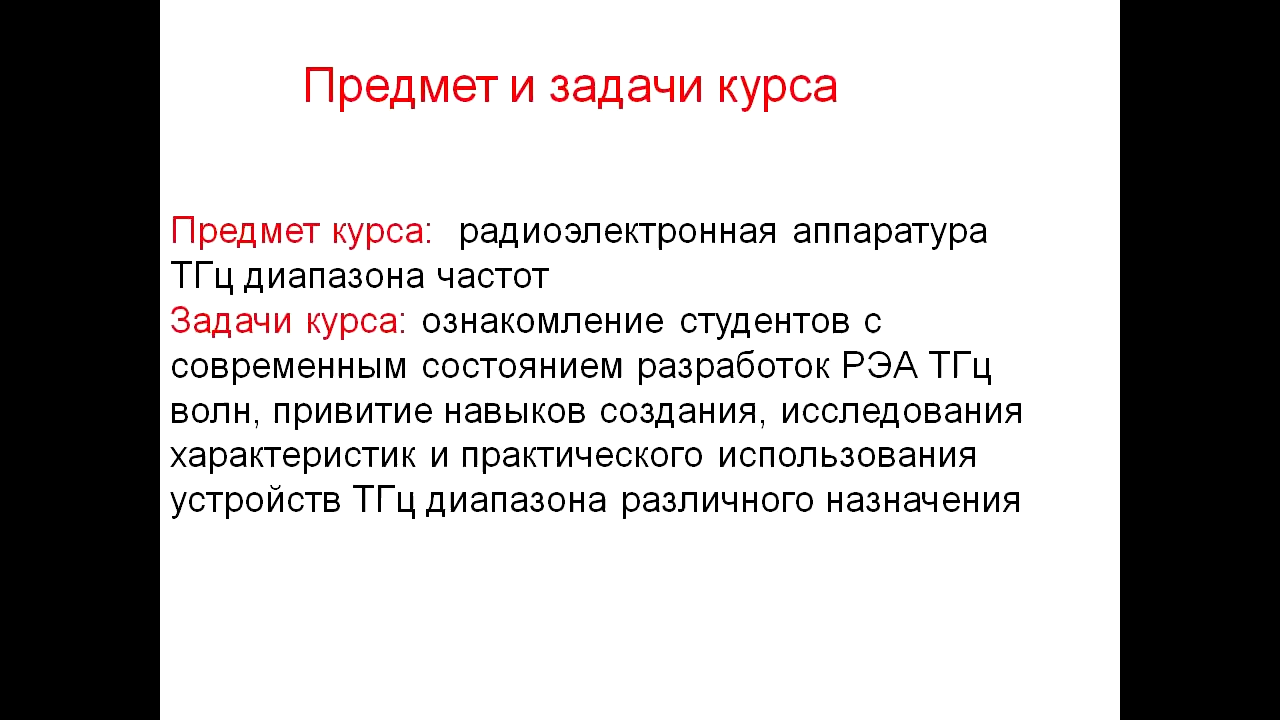 Предмет и задачи курса
Предмет курса: радиоэлектронная аппаратура
ТГц диапазона частот
Задачи курса: ознакомление студентов с
современным состоянием разработок РЭА ТГц
волн, привитие навыков создания, исследования
характеристик и практического использования
устройств ТГц диапазона различного назначения